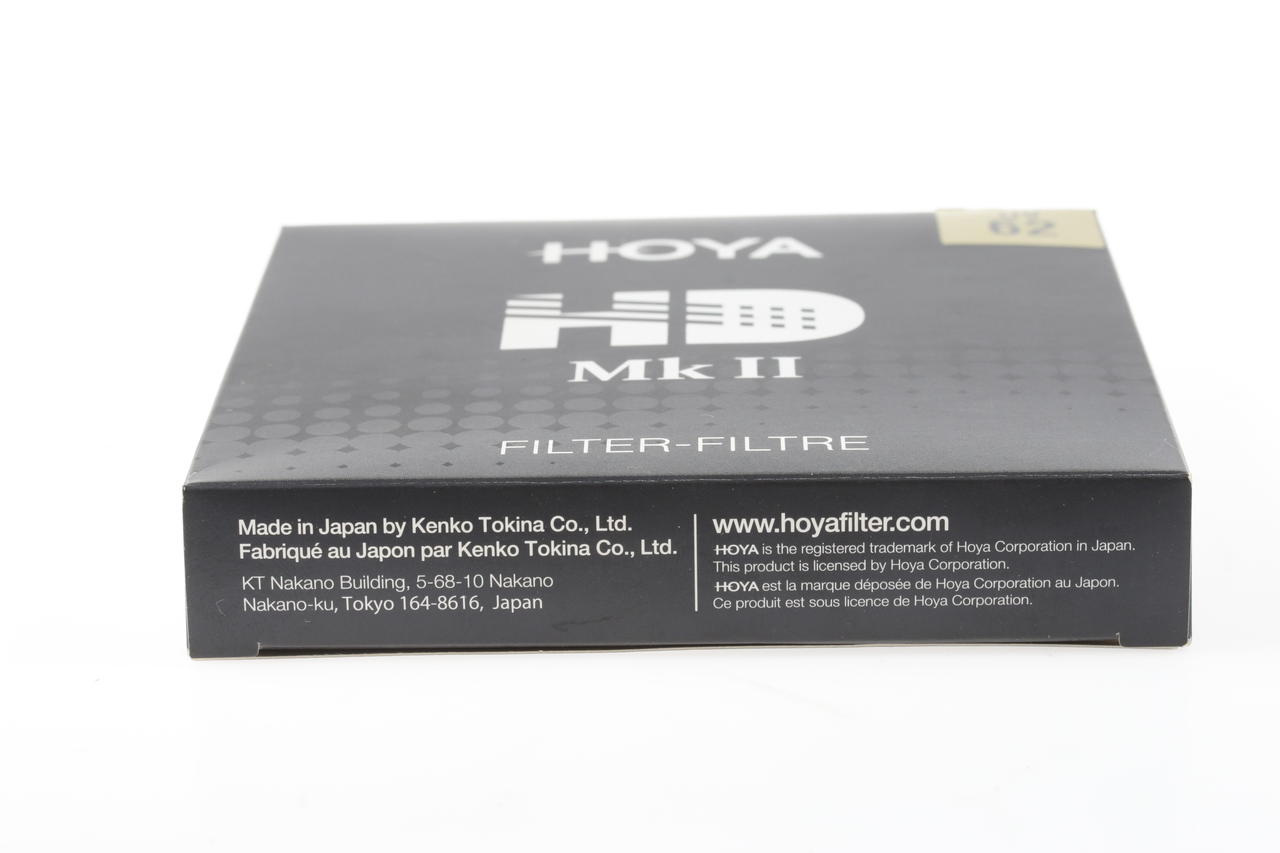 62
HOYA
HD
Mk II
FILTER-FILTRE
Made in Japan by Kenko Tokina Co., Ltd.
Fabriqué au Japon par Kenko Tokina Co., Ltd.
KT Nakano Building, 5-68-10 Nakano
Nakano-ku, Tokyo 164-8616, Japan
www.hoyafilter.com
HOYA is the registered trademark of Hoya Corporation in Japan.
This product is licensed by Hoya Corporation.
HOYA est la marque déposée de Hoya Corporation au Japon.
Ce produit est sous licence de Hoya Corporation.